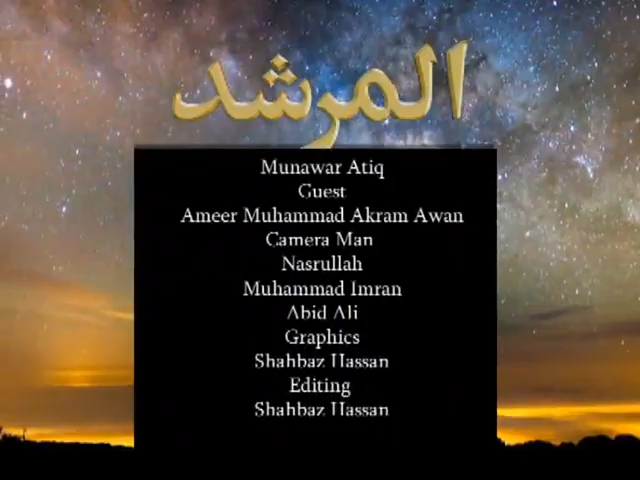 المرشد
Munawar Atiq
Guest
Ameer Muhammad Akram Awan
Camera Man
Nasrullah
Muhammad Imran
Abid Ali
Graphics
Shahbaz Hassan
Editing
Shahbaz Hassan